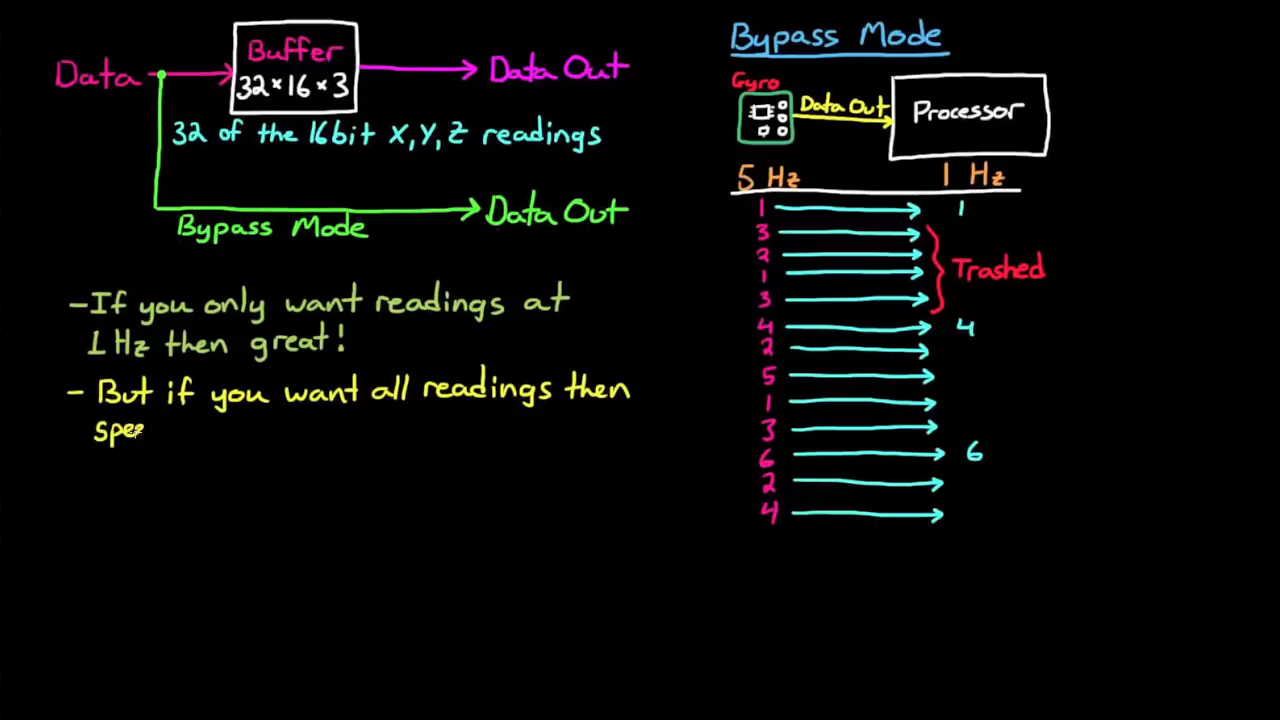 Data
Buffer
32×16×3
Data Out
32 of the 16bit X,Y,Z readings
Bypass Mode
Data Out
-If you only want readings at
1Hz then great!
- But if you want all readings then
spee
Bypass Mode
Gyro
Data Out
Processor
5 Hz 1 Hz
1 1
3
2
1
3
Trashed
4 4
2
5
1
3
6 6
2
4